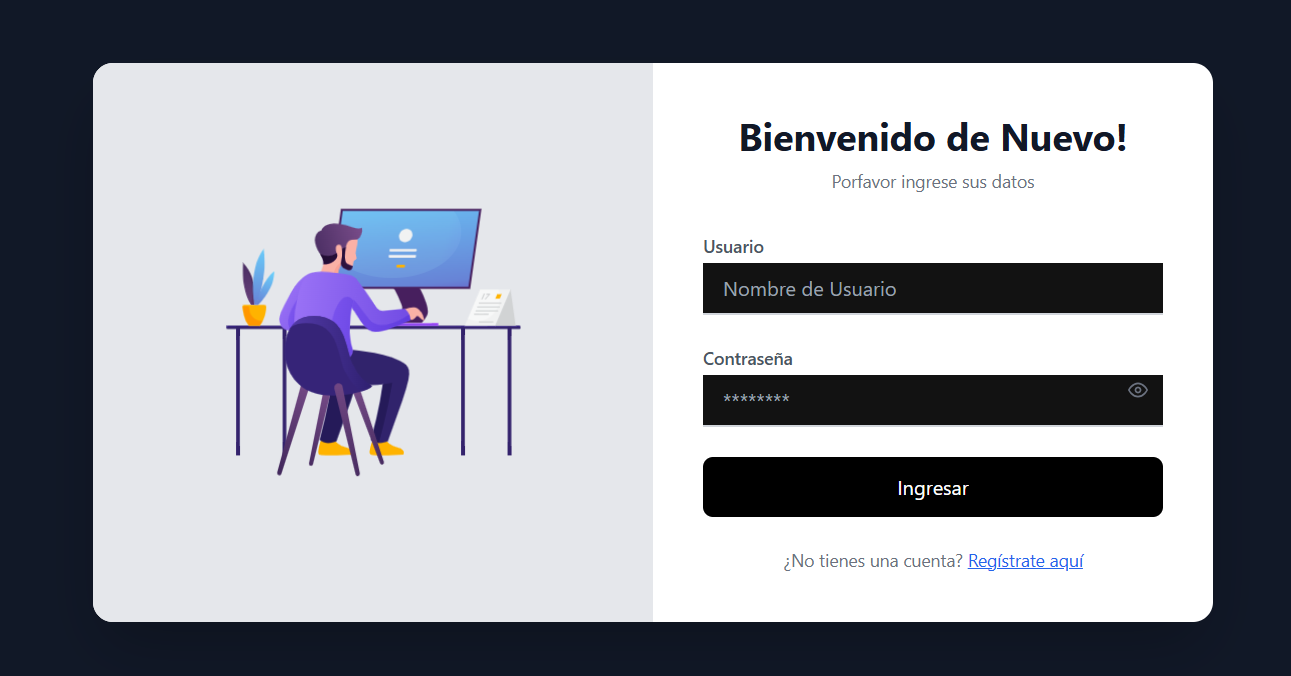 Bienvenido de Nuevo!
Porfavor ingrese sus datos
Usuario
Nombre de Usuario
Contraseña
********
Ingresar
¿No tienes una cuenta? Regístrate aquí
17